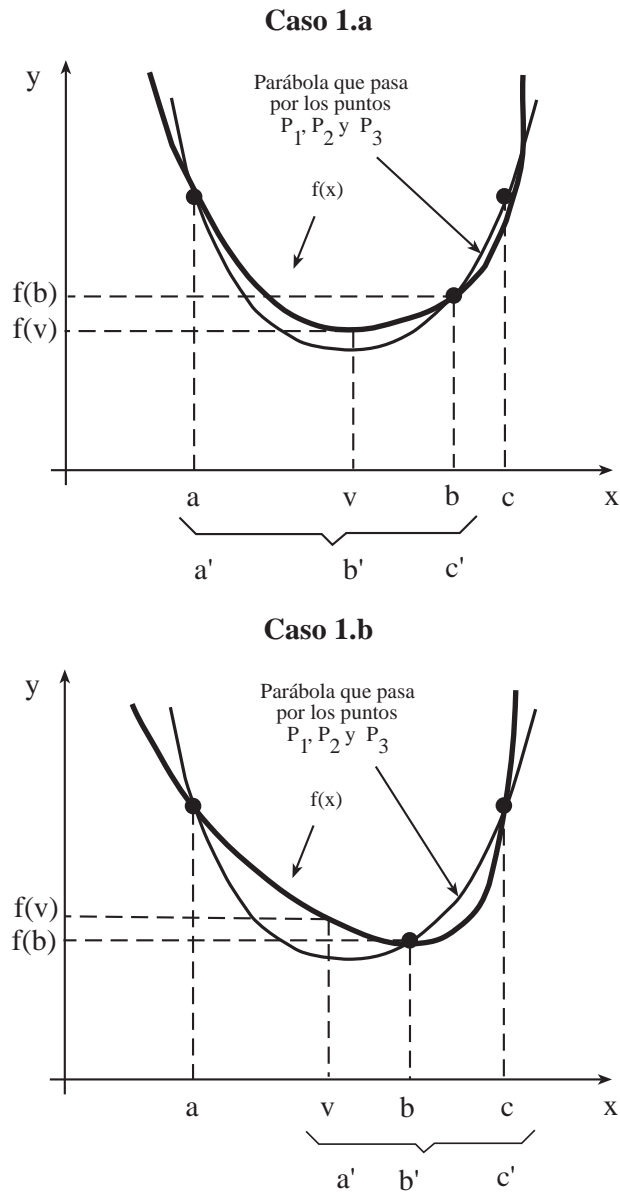 Caso 1.a
y
Parábola que pasa
por los puntos
P1, P2 y P3
f(x)
f(b)
f(v)
a v b c x
a' b' c'
Caso 1.b
y
Parábola que pasa
por los puntos
P1, P2 y P3
f(x)
f(v)
f(b)
a v b c x
a' b' c'